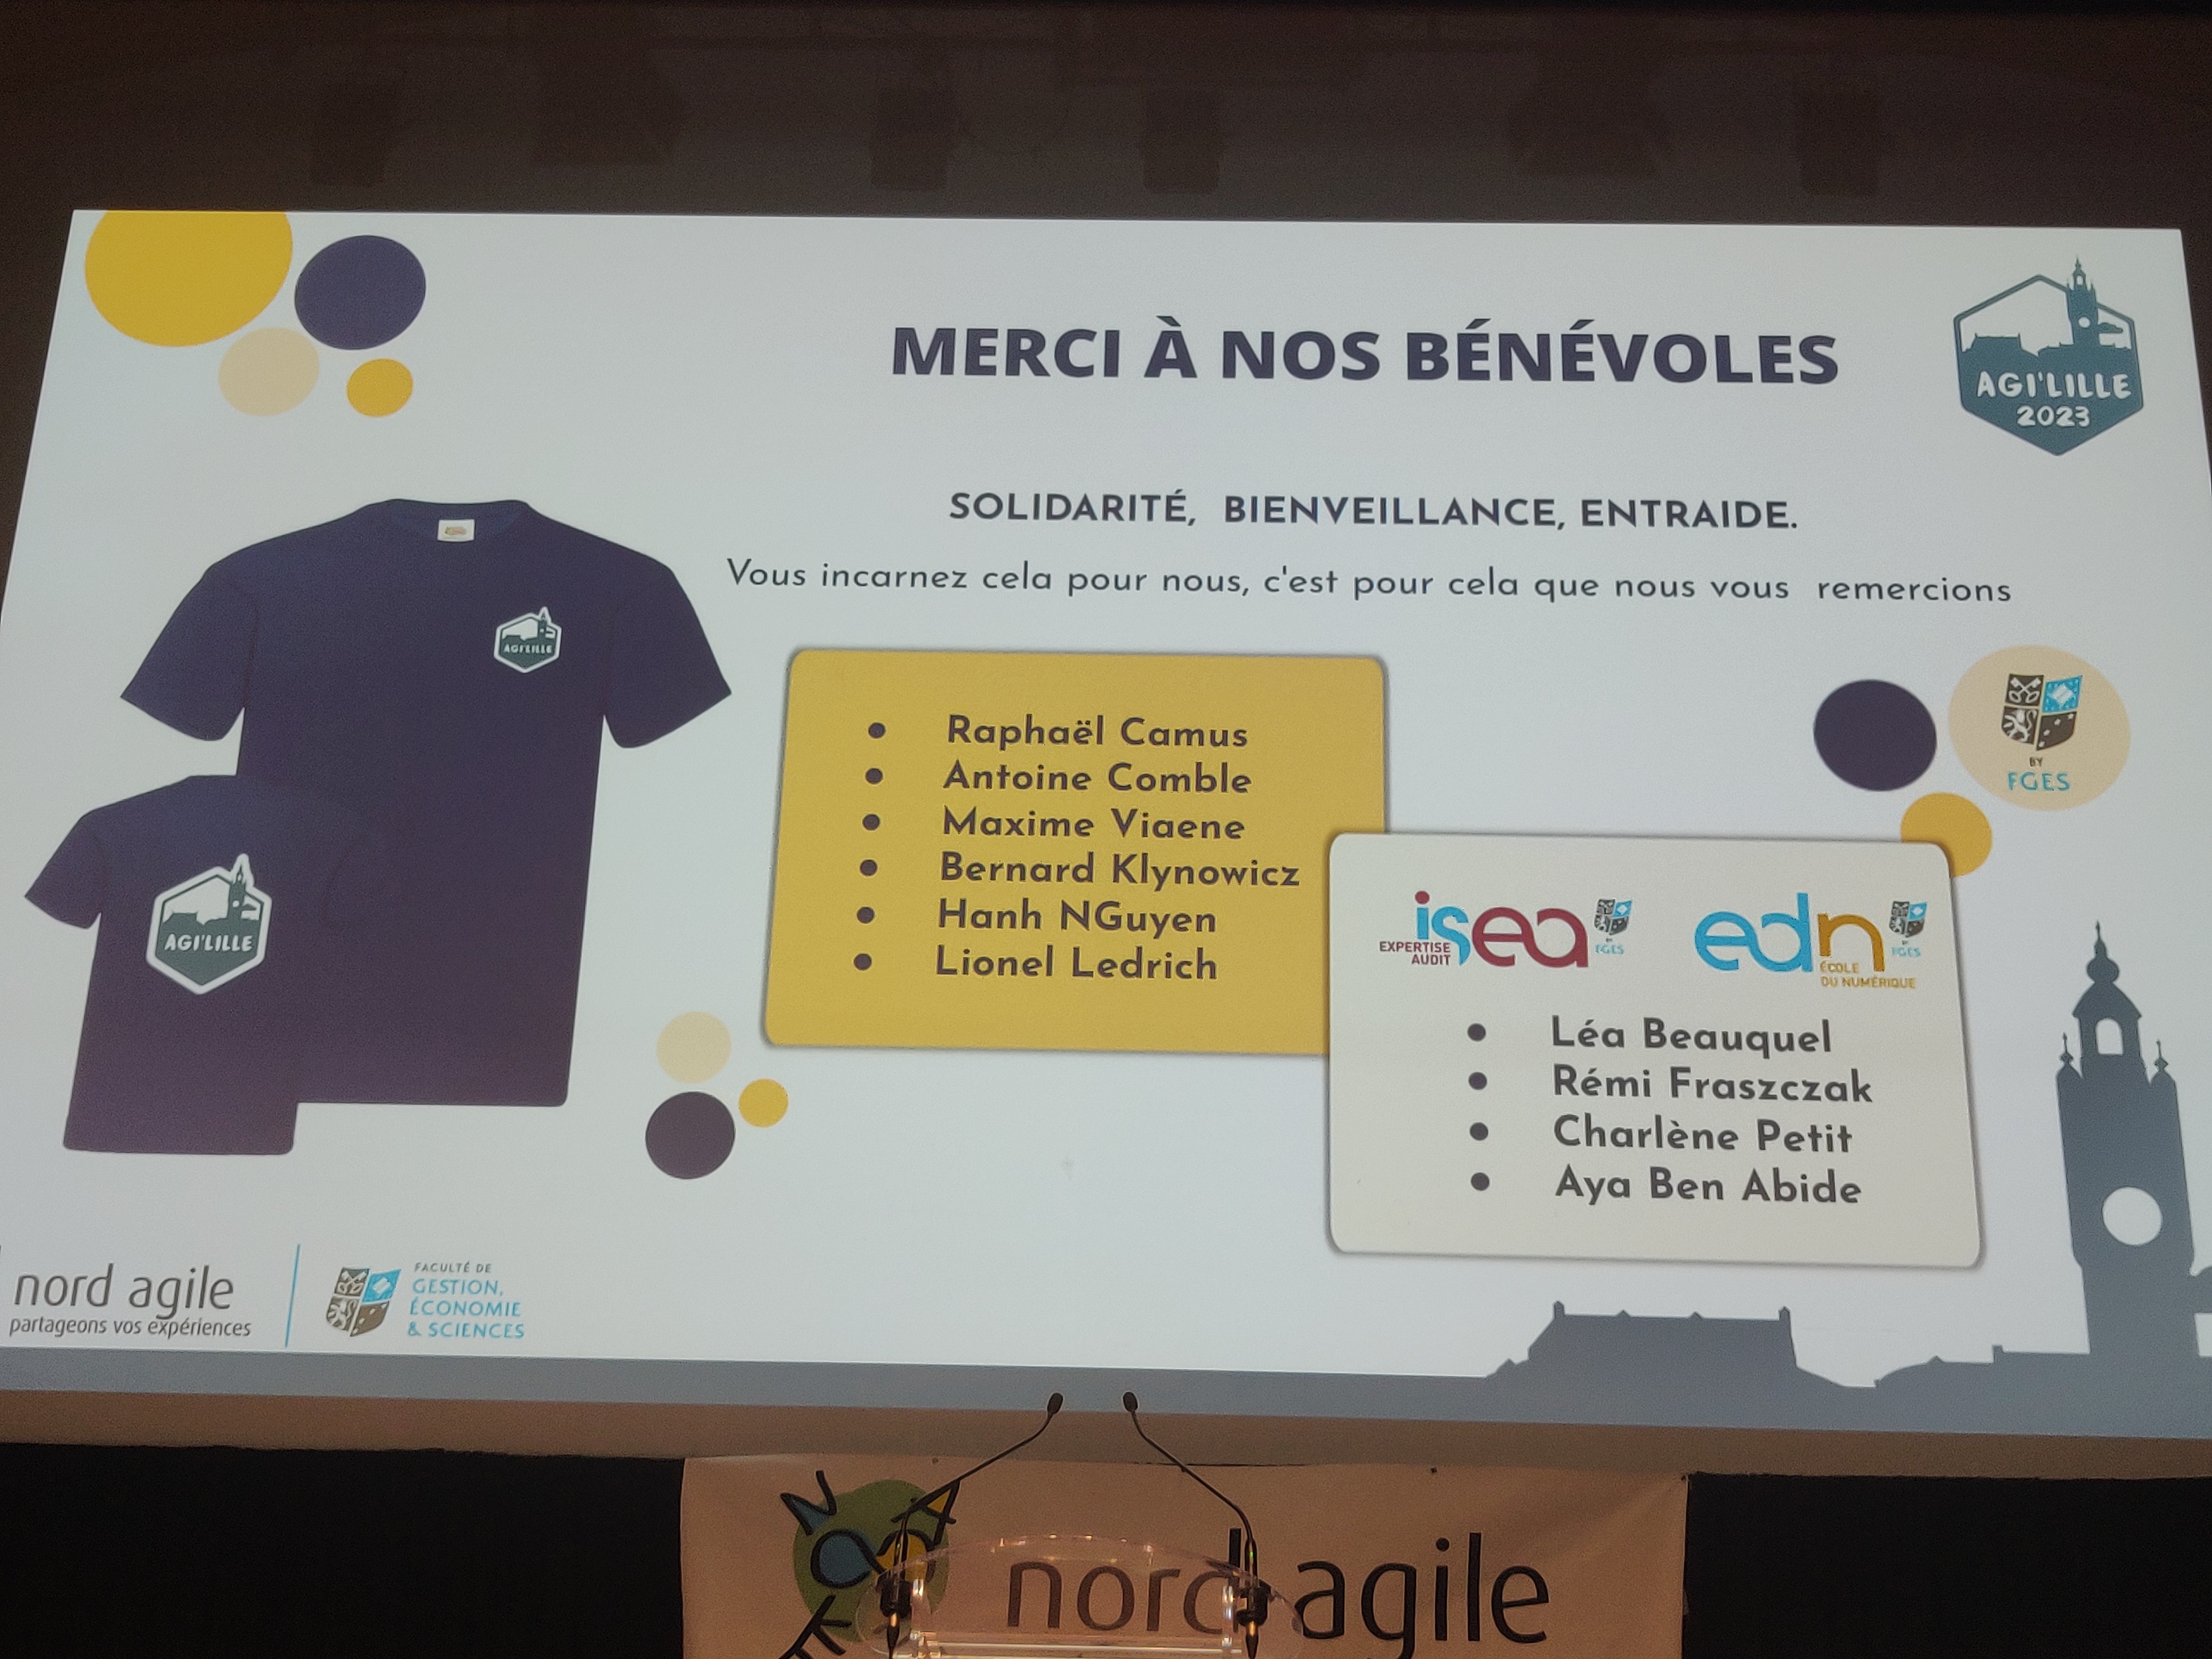 MERCI À NOS BÉNÉVOLES
AGI'LILLE
2023
SOLIDARITÉ, BIENVEILLANCE, ENTRAIDE.
Vous incarnez cela pour nous, c'est pour cela que nous vous remercions
AGI'LILLE
AGI'LILLE
• Raphaël Camus
• Antoine Comble
• Maxime Viaene
• Bernard Klynowicz
• Hanh NGuyen
• Lionel Ledrich
BY
FGES
isea
EXPERTISE
AUDIT
BY
FGES
edn
ÉCOLE
DU NUMÉRIQUE
BY
FGES
• Léa Beauquel
• Rémi Fraszczak
• Charlène Petit
• Aya Ben Abide
nord agile
partageons vos expériences
FACULTÉ DE
GESTION,
ÉCONOMIE
& SCIENCES
nord agile